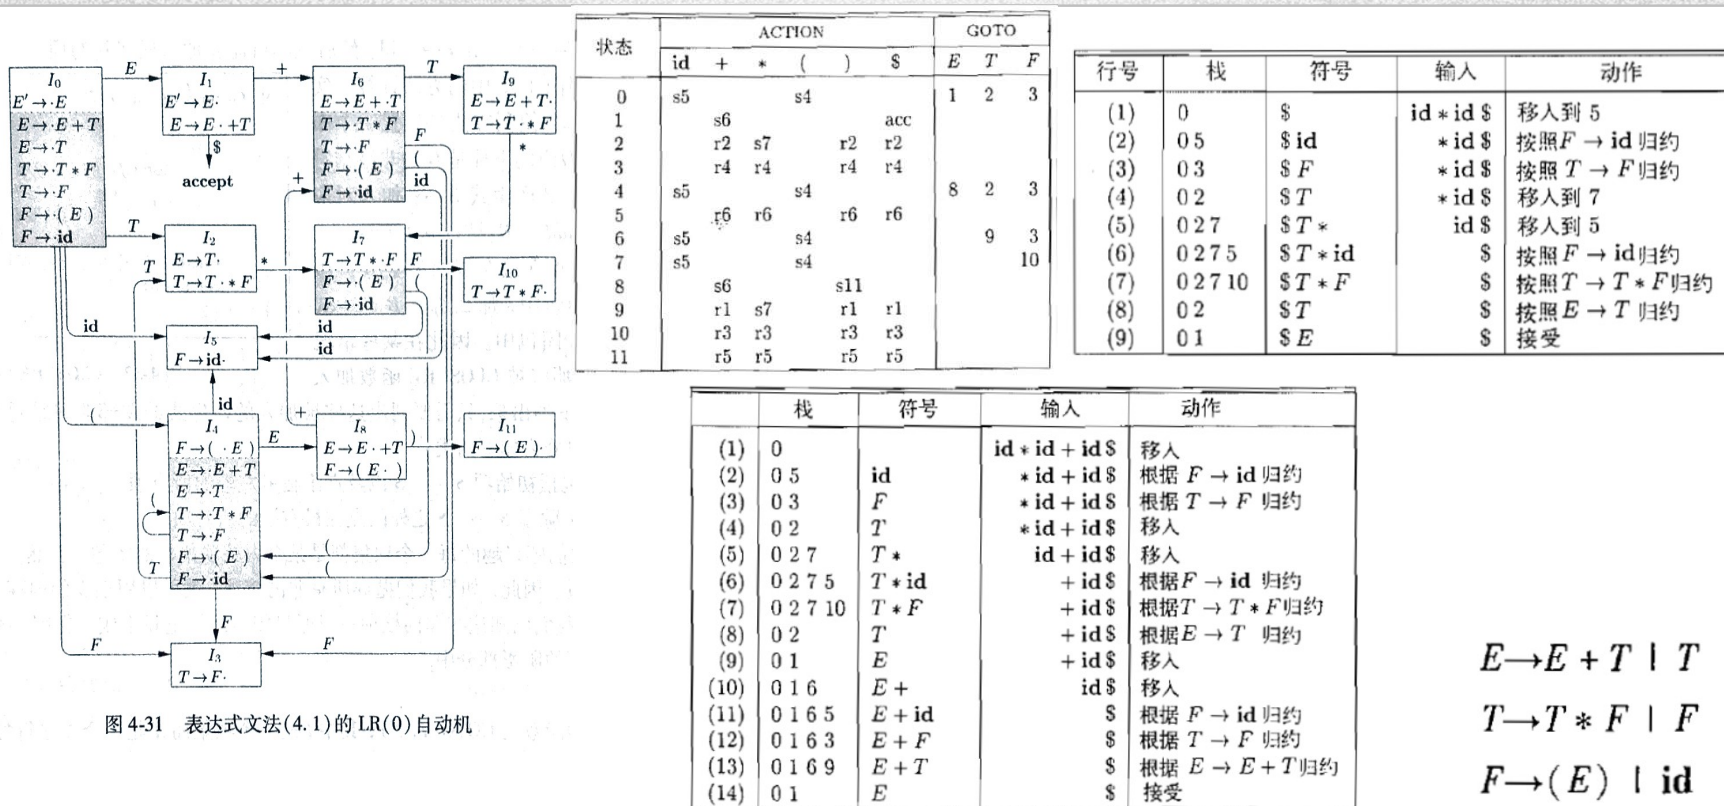 I₀
E'→·E
E→·E+T
E→·T
T→·T*F
T→·F
F→·(E)
F→·id
E
I₁
E'→E·
E→E·+T
$
accept
+
I₆
E→E+·T
T→·T*F
T→·F
F→·(E)
F→·id
T
I₉
E→E+T·
T→T·*F
*
F
(
id
+
T
I₂
E→T·
T→T·*F
*
I₇
T→T*·F
F→·(E)
F→·id
F
I₁₀
T→T*F·
T
(
id
id
id
I₅
F→id·
id
(
I₄
F→(·E)
E→·E+T
E→·T
T→·T*F
T→·F
F→·(E)
F→·id
E
+
I₈
E→E·+T
F→(E·)
)
I₁₁
F→(E)·
(
T
(
(
F
F
F
I₃
T→F·
图4-31 表达式文法(4.1)的LR(0)自动机
状态 ACTION GOTO
id + * ( ) $ E T F
0 s5 s4 1 2 3
1 s6 acc
2 r2 s7 r2 r2
3 r4 r4 r4 r4
4 s5 s4 8 2 3
5 r6 r6 r6 r6
6 s5 s4 9 3
7 s5 s4 10
8 s6 s11
9 r1 s7 r1 r1
10 r3 r3 r3 r3
11 r5 r5 r5 r5
行号 栈 符号 输入 动作
(1) 0 $ id * id $ 移入到 5
(2) 0 5 $ id * id $ 按照 F → id 归约
(3) 0 3 $ F * id $ 按照 T → F 归约
(4) 0 2 $ T * id $ 移入到 7
(5) 0 2 7 $ T * id $ 移入到 5
(6) 0 2 7 5 $ T * id $ 按照 F → id 归约
(7) 0 2 7 10 $ T * F $ 按照 T → T * F 归约
(8) 0 2 $ T $ 按照 E → T 归约
(9) 0 1 $ E $ 接受
栈 符号 输入 动作
(1) 0 id * id + id $ 移入
(2) 0 5 id * id + id $ 根据 F → id 归约
(3) 0 3 F * id + id $ 根据 T → F 归约
(4) 0 2 T * id + id $ 移入
(5) 0 2 7 T * id + id $ 移入
(6) 0 2 7 5 T * id + id $ 根据 F → id 归约
(7) 0 2 7 10 T * F + id $ 根据 T → T * F 归约
(8) 0 2 T + id $ 根据 E → T 归约
(9) 0 1 E + id $ 移入
(10) 0 1 6 E + id $ 移入
(11) 0 1 6 5 E + id $ 根据 F → id 归约
(12) 0 1 6 3 E + F $ 根据 T → F 归约
(13) 0 1 6 9 E + T $ 根据 E → E + T 归约
(14) 0 1 E $ 接受
E→E + T | T
T→T * F | F
F→(E) | id